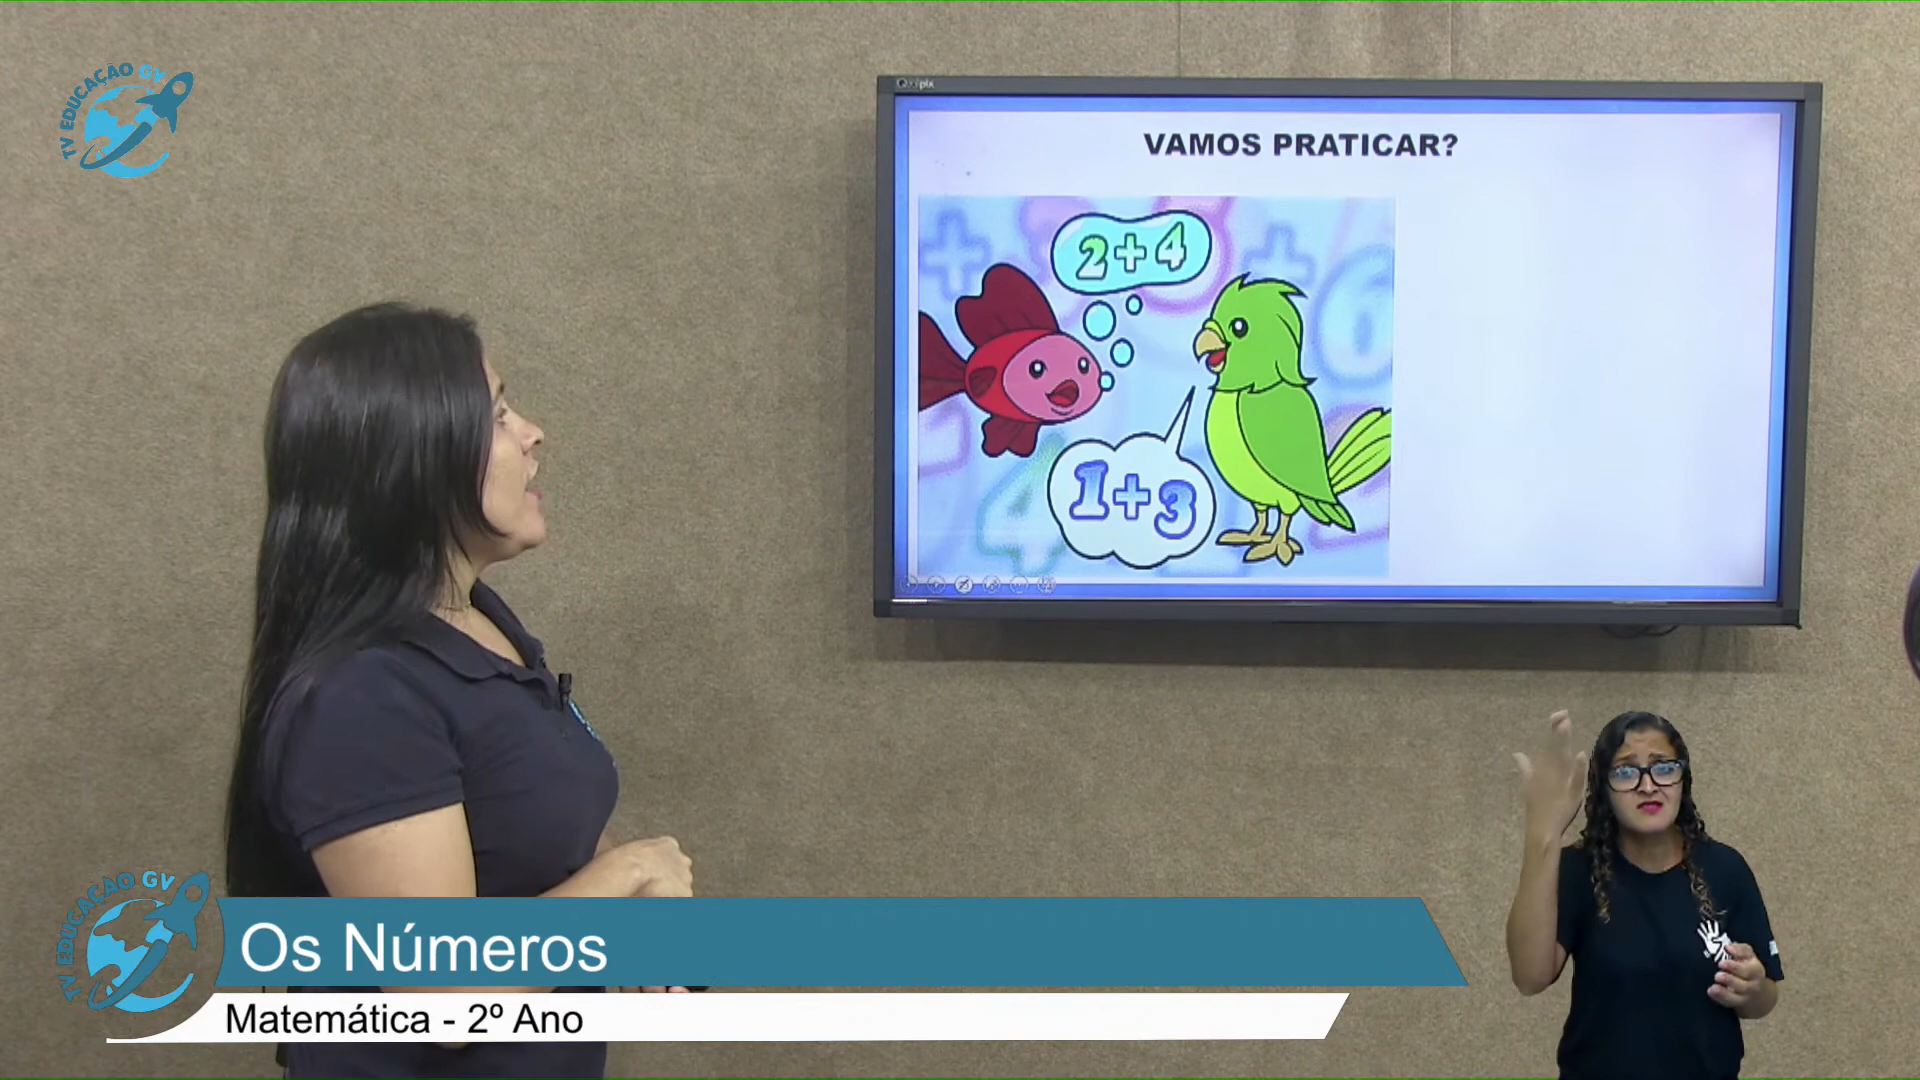 TV EDUCAÇÃO GV
VAMOS PRATICAR?
2+4
1+3
TV EDUCAÇÃO GV
Os Números
Matemática - 2º Ano